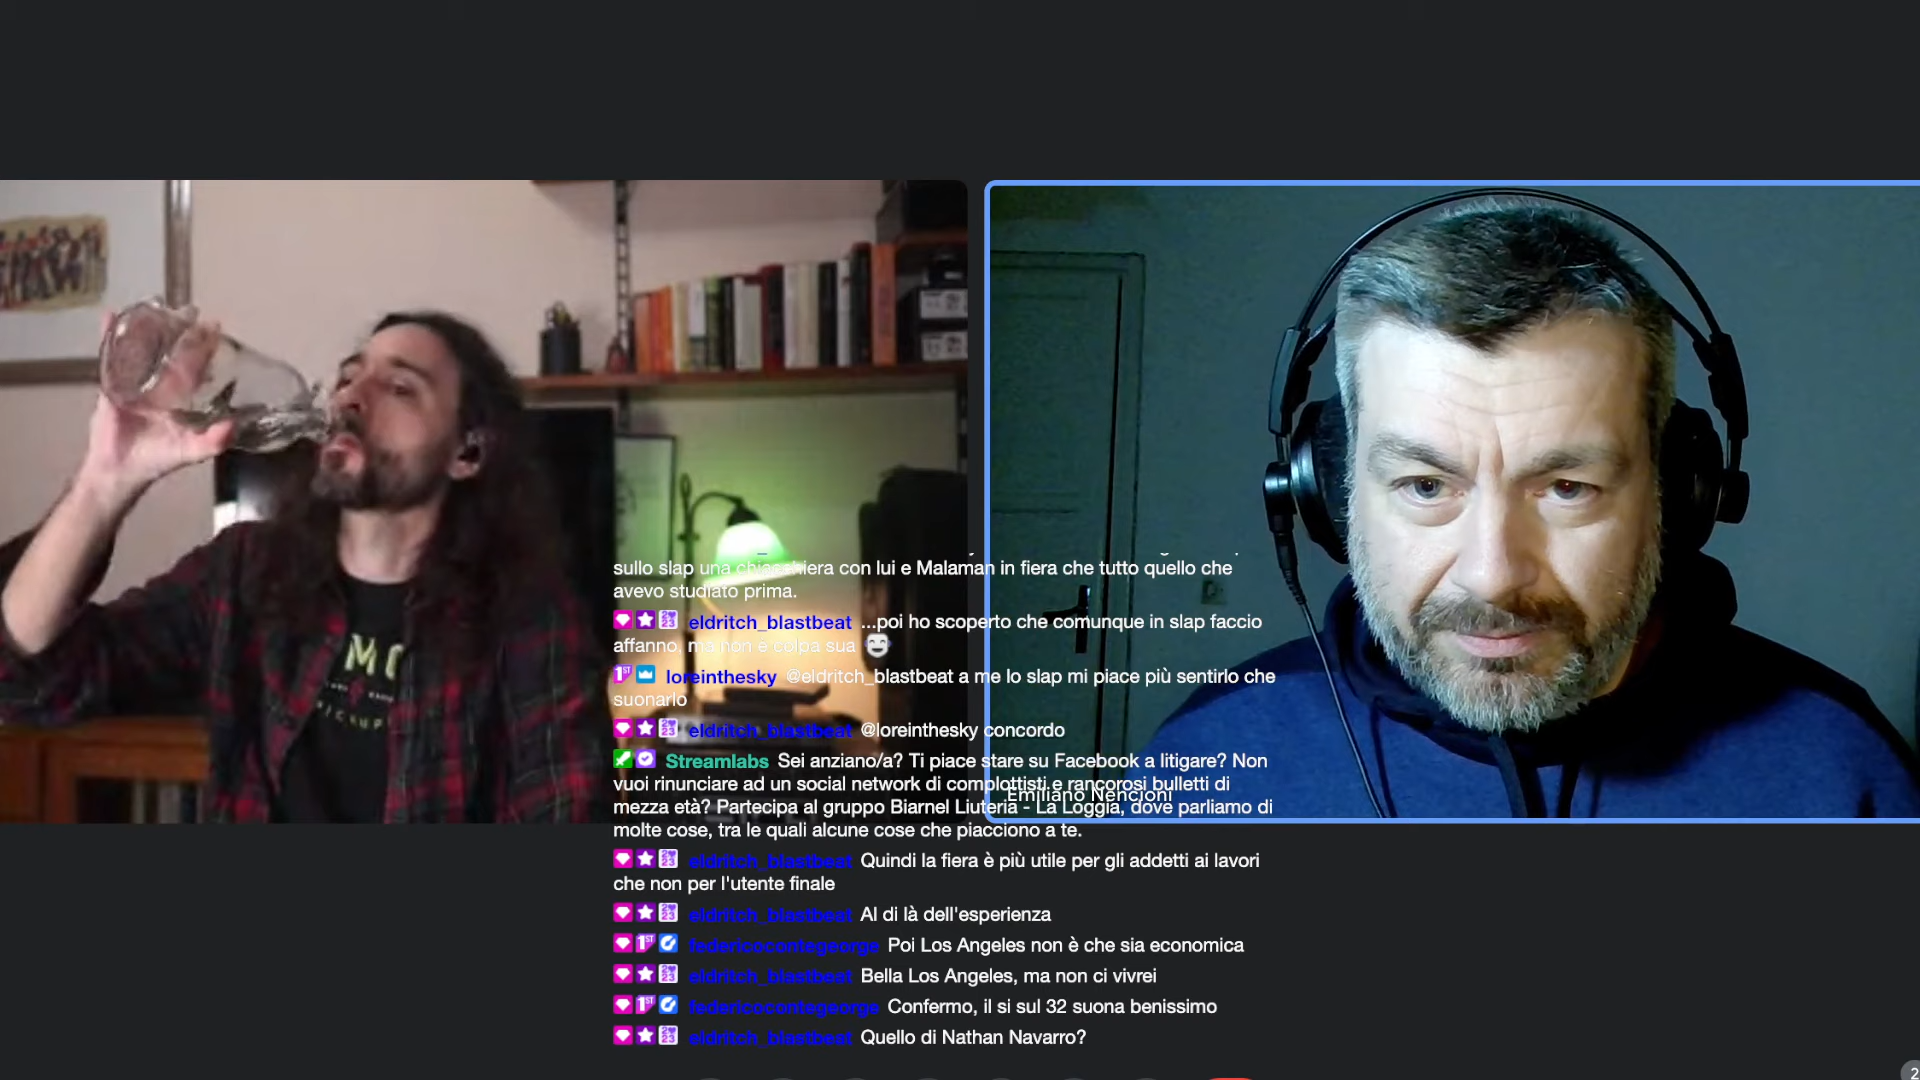 sullo slap una chiacchiera con lui e Malaman in fiera che tutto quello che
avevo studiato prima.
eldritch_blastbeat ...poi ho scoperto che comunque in slap faccio
affanno, ma non è colpa sua
loreinthesky @eldritch_blastbeat a me lo slap mi piace più sentirlo che
suonarlo
eldritch_blastbeat @loreinthesky concordo
Streamlabs Sei anziano/a? Ti piace stare su Facebook a litigare? Non
vuoi rinunciare ad un social network di complottisti e rancorosi bulletti di
mezza età? Partecipa al gruppo Biarnel Liuteria - La Loggia, dove parliamo di
molte cose, tra le quali alcune cose che piacciono a te.
eldritch_blastbeat Quindi la fiera è più utile per gli addetti ai lavori
che non per l'utente finale
eldritch_blastbeat Al di là dell'esperienza
federicocontegeorge Poi Los Angeles non è che sia economica
eldritch_blastbeat Bella Los Angeles, ma non ci vivrei
federicocontegeorge Confermo, il si sul 32 suona benissimo
eldritch_blastbeat Quello di Nathan Navarro?
Emiliano Nencioni
2